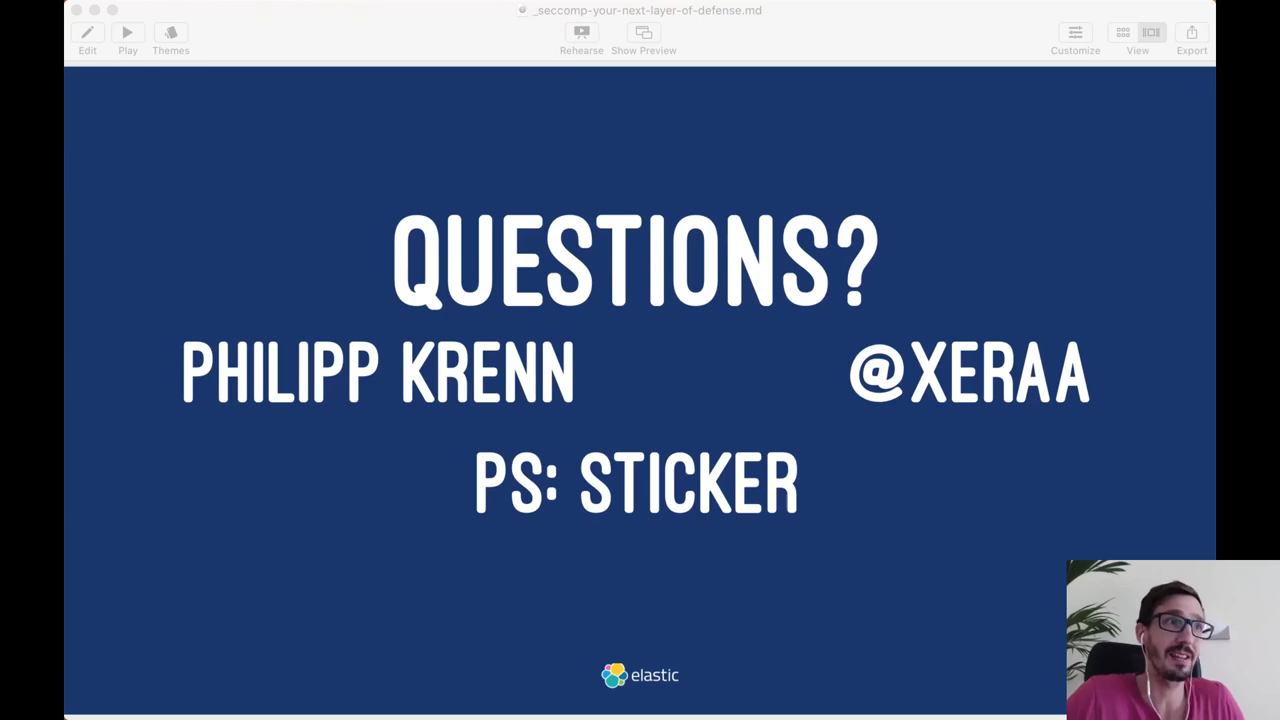 _seccomp-your-next-layer-of-defense.md
Edit Play Themes Rehearse Show Preview Customize View Export
QUESTIONS?
PHILIPP KRENN @XERAA
PS: STICKER
elastic